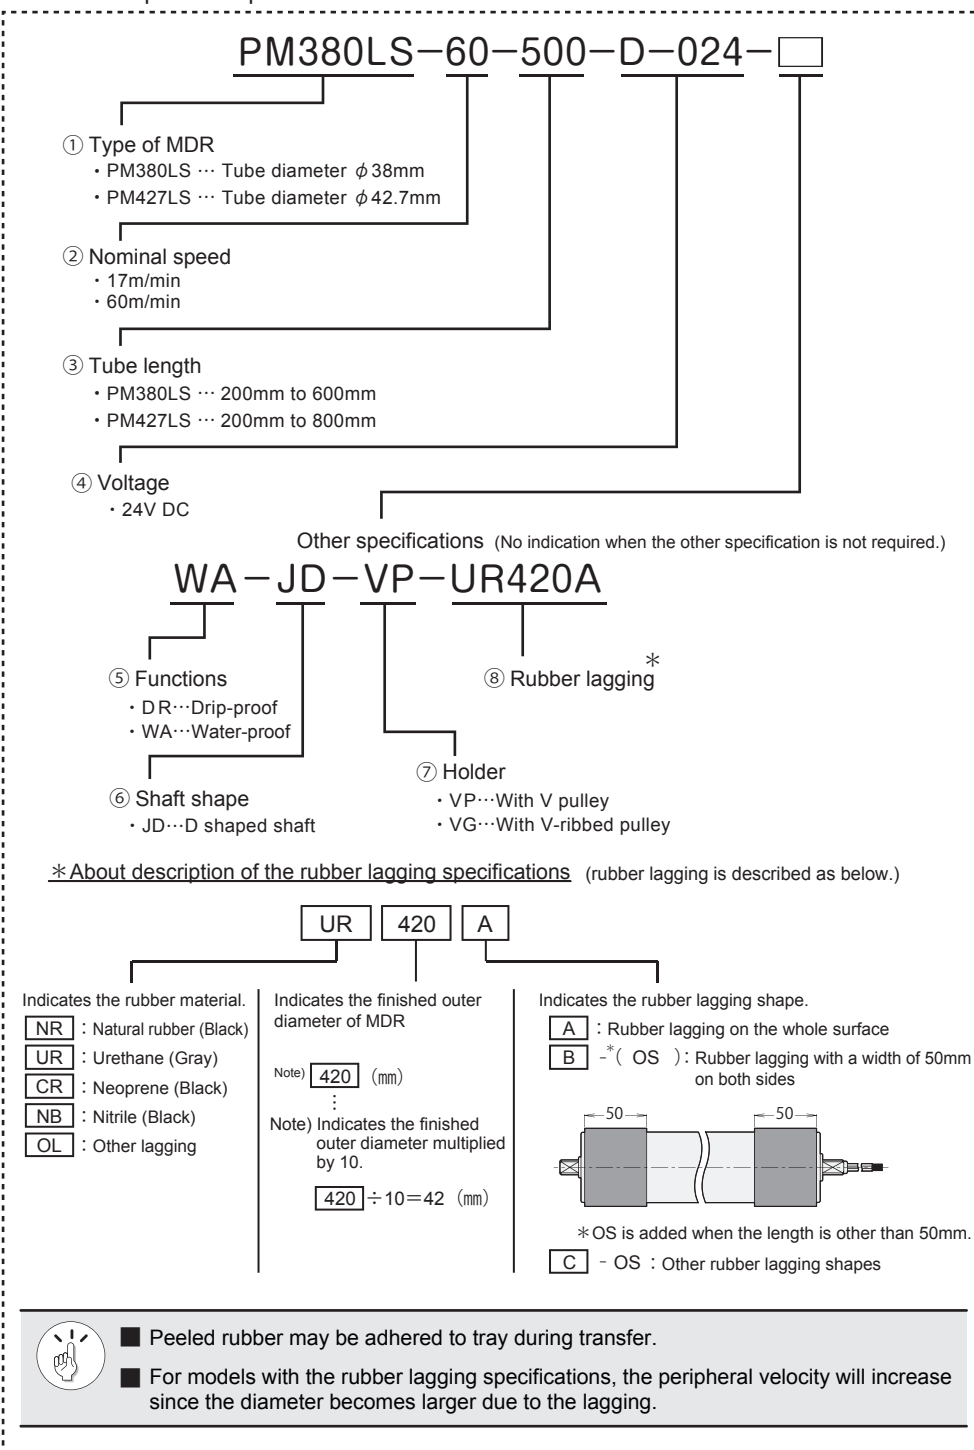 PM380LS-60-500-D-024-□
① Type of MDR
・PM380LS … Tube diameter φ38mm
・PM427LS … Tube diameter φ42.7mm
② Nominal speed
・17m/min
・60m/min
③ Tube length
・PM380LS … 200mm to 600mm
・PM427LS … 200mm to 800mm
④ Voltage
・24V DC
Other specifications (No indication when the other specification is not required.)
WA-JD-VP-UR420A
⑤ Functions
・DR…Drip-proof
・WA…Water-proof
⑧ Rubber lagging*
⑥ Shaft shape
・JD…D shaped shaft
⑦ Holder
・VP…With V pulley
・VG…With V-ribbed pulley
*About description of the rubber lagging specifications (rubber lagging is described as below.)
UR 420 A
Indicates the rubber material.
NR : Natural rubber (Black)
UR : Urethane (Gray)
CR : Neoprene (Black)
NB : Nitrile (Black)
OL : Other lagging
Indicates the finished outer
diameter of MDR
Note) 420 (mm)
⋮
Note) Indicates the finished
outer diameter multiplied
by 10.
420÷10=42 (mm)
Indicates the rubber lagging shape.
A : Rubber lagging on the whole surface
B -*( OS ): Rubber lagging with a width of 50mm
on both sides
50 50
*OS is added when the length is other than 50mm.
C - OS : Other rubber lagging shapes
■ Peeled rubber may be adhered to tray during transfer.
■ For models with the rubber lagging specifications, the peripheral velocity will increase
since the diameter becomes larger due to the lagging.